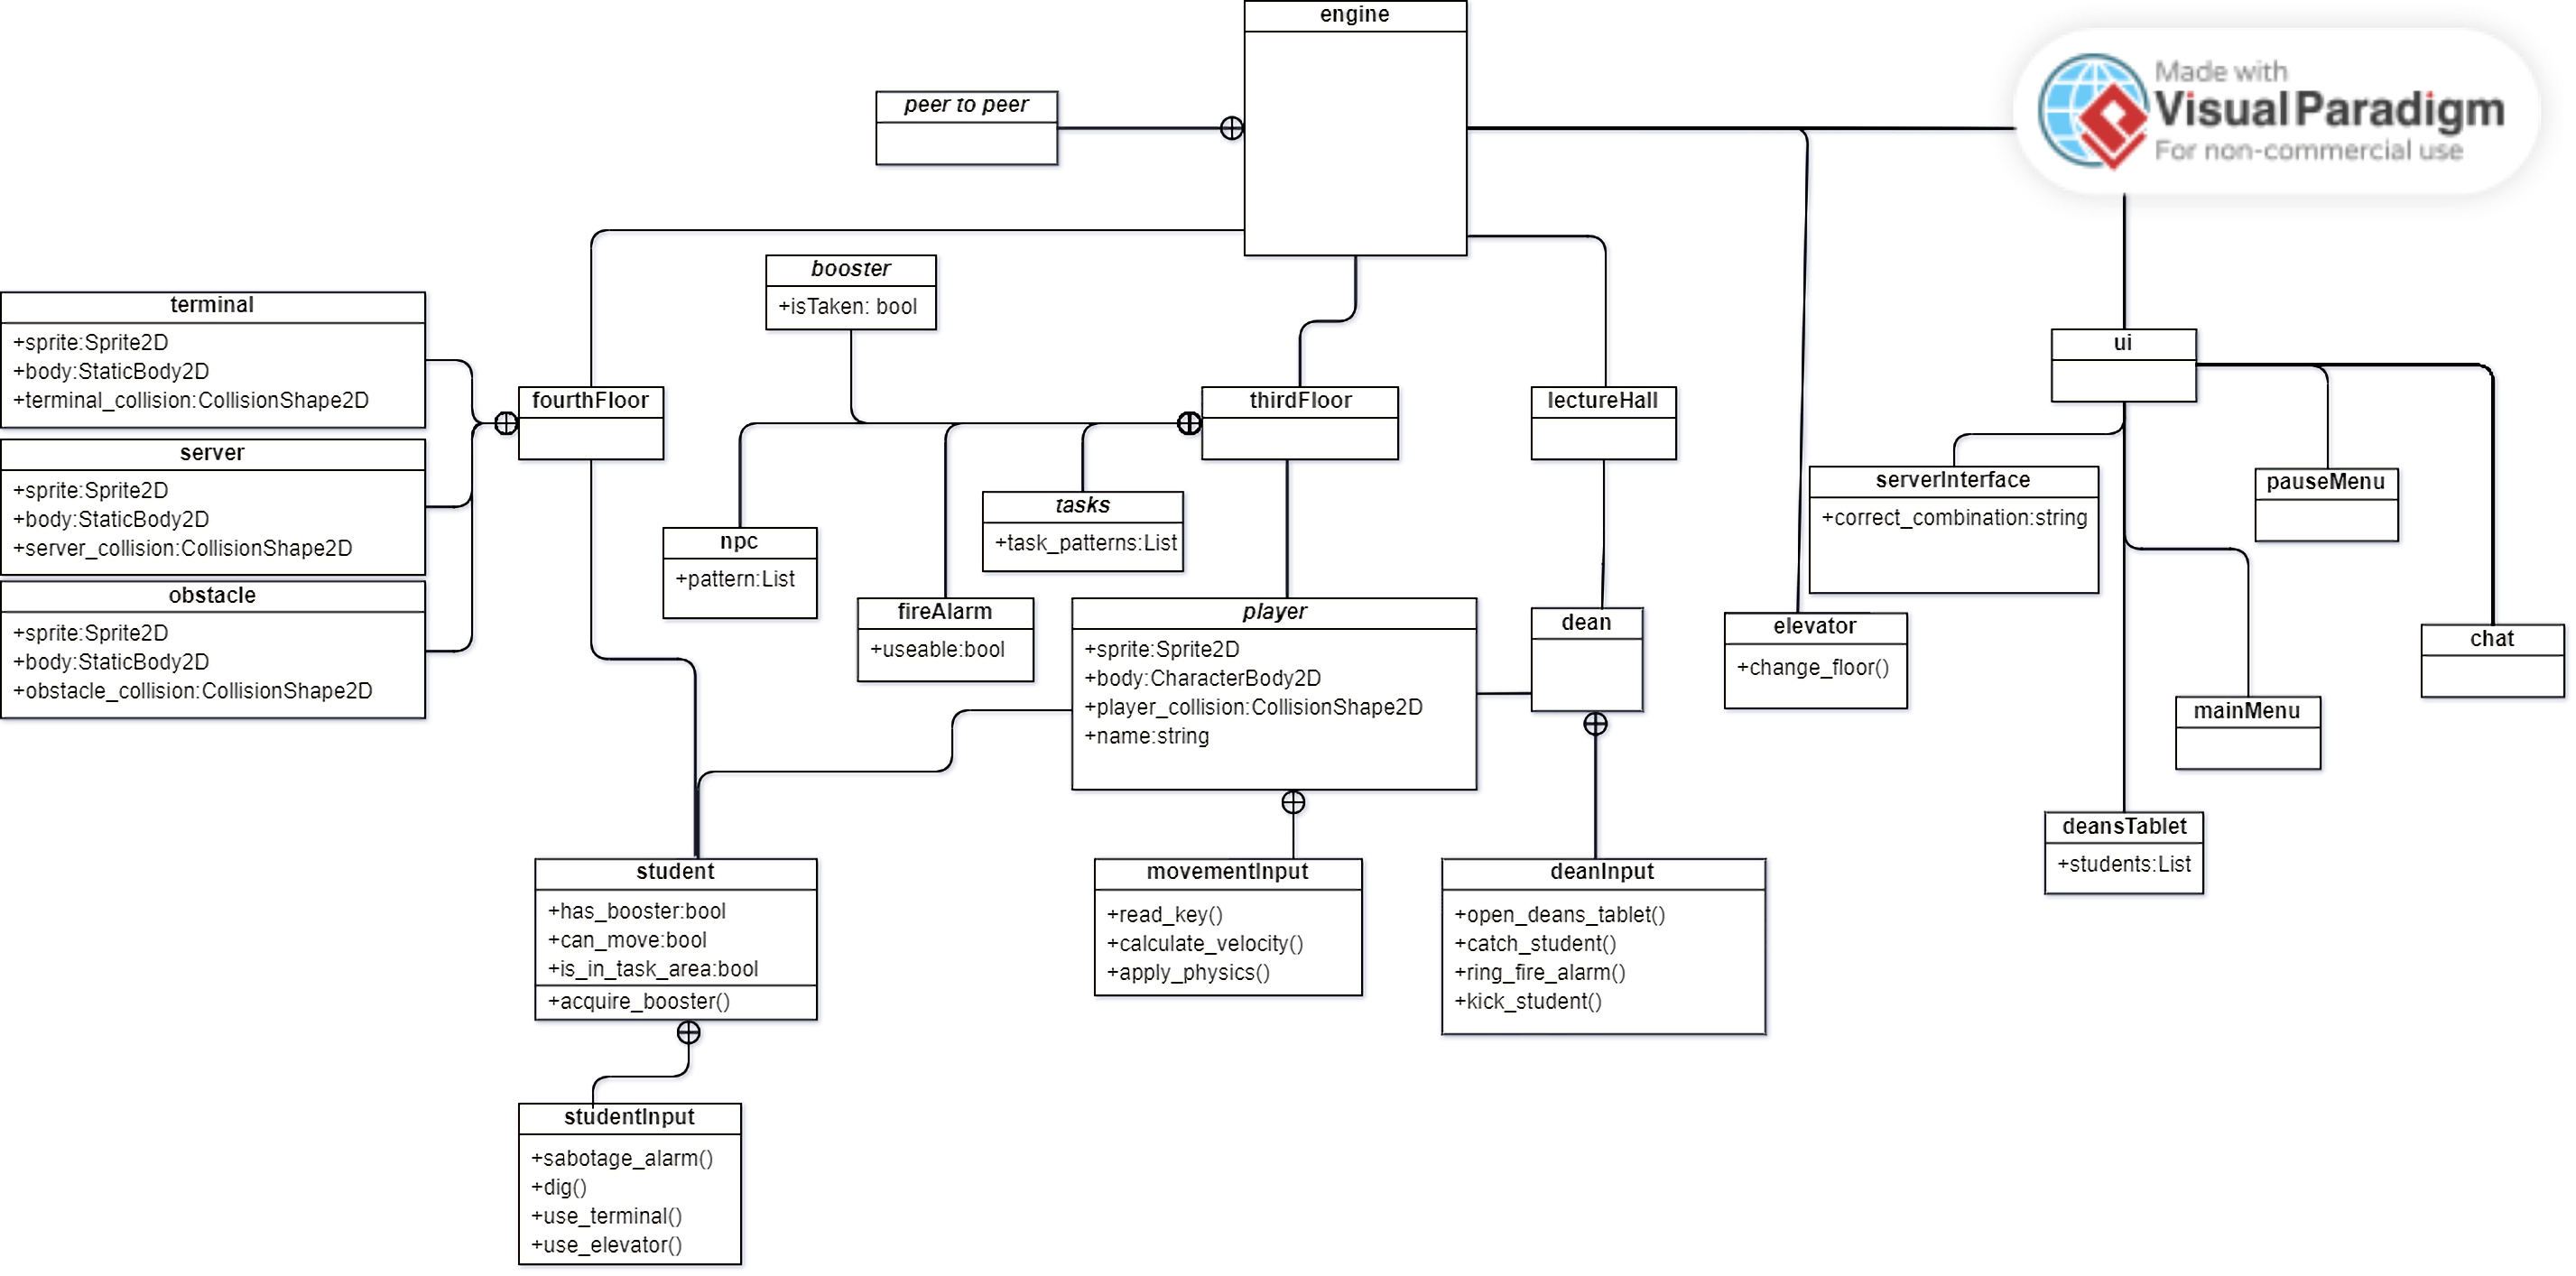 engine
Made with
Visual Paradigm
For non-commercial use
peer to peer
booster
+isTaken: bool
terminal
+sprite:Sprite2D
+body:StaticBody2D
+terminal_collision:CollisionShape2D
fourthFloor
thirdFloor
lectureHall
ui
server
+sprite:Sprite2D
+body:StaticBody2D
+server_collision:CollisionShape2D
serverInterface
+correct_combination:string
pauseMenu
tasks
+task_patterns:List
npc
+pattern:List
obstacle
+sprite:Sprite2D
+body:StaticBody2D
+obstacle_collision:CollisionShape2D
fireAlarm
+useable:bool
player
+sprite:Sprite2D
+body:CharacterBody2D
+player_collision:CollisionShape2D
+name:string
dean
elevator
+change_floor()
chat
mainMenu
deansTablet
+students:List
student
+has_booster:bool
+can_move:bool
+is_in_task_area:bool
+acquire_booster()
movementInput
+read_key()
+calculate_velocity()
+apply_physics()
deanInput
+open_deans_tablet()
+catch_student()
+ring_fire_alarm()
+kick_student()
studentInput
+sabotage_alarm()
+dig()
+use_terminal()
+use_elevator()